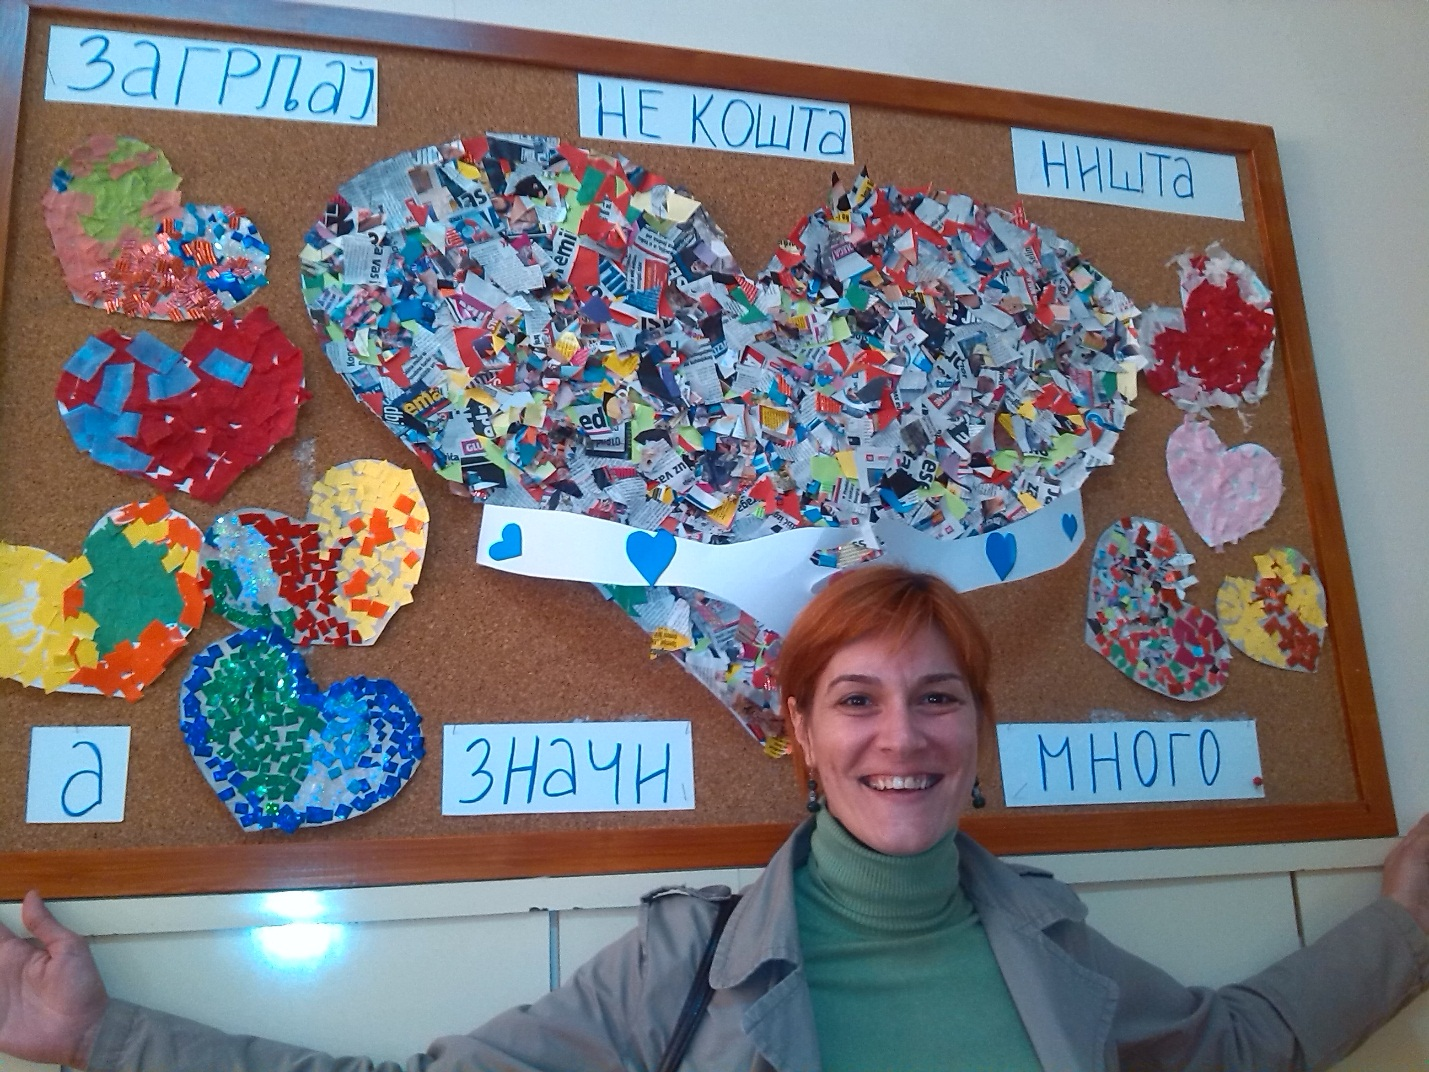 загрљај
не кошта
ништа
а
значи
много